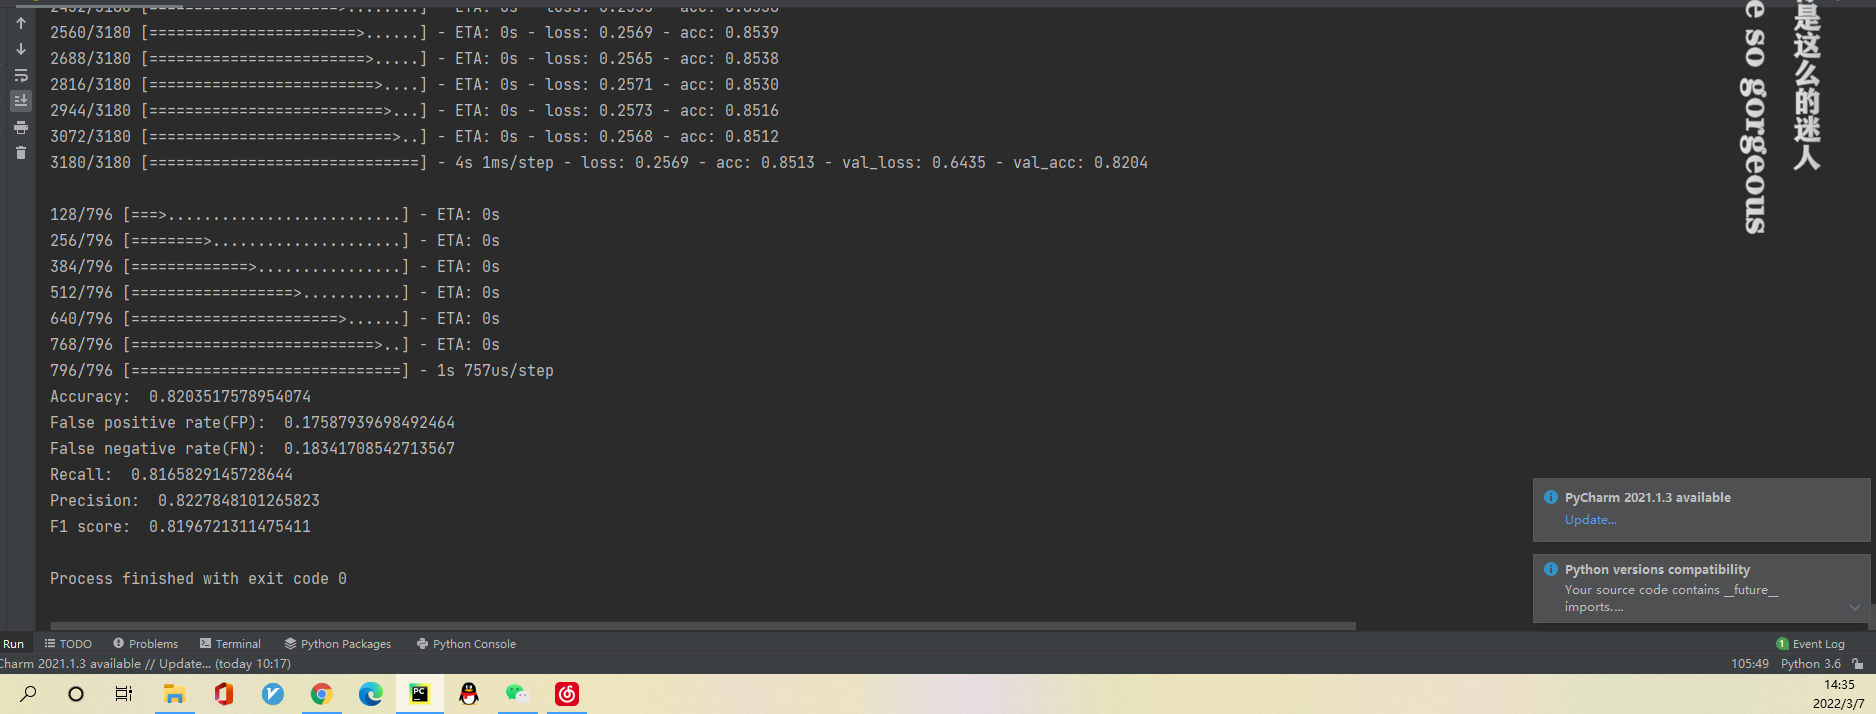 2560/3180 [=======================>......] - ETA: 0s - loss: 0.2569 - acc: 0.8539
2688/3180 [========================>.....] - ETA: 0s - loss: 0.2565 - acc: 0.8538
2816/3180 [=========================>....] - ETA: 0s - loss: 0.2571 - acc: 0.8530
2944/3180 [==========================>...] - ETA: 0s - loss: 0.2573 - acc: 0.8516
3072/3180 [===========================>..] - ETA: 0s - loss: 0.2568 - acc: 0.8512
3180/3180 [==============================] - 4s 1ms/step - loss: 0.2569 - acc: 0.8513 - val_loss: 0.6435 - val_acc: 0.8204
128/796 [===>..........................] - ETA: 0s
256/796 [========>.....................] - ETA: 0s
384/796 [=============>................] - ETA: 0s
512/796 [==================>...........] - ETA: 0s
640/796 [=======================>......] - ETA: 0s
768/796 [===========================>..] - ETA: 0s
796/796 [==============================] - 1s 757us/step
Accuracy:  0.8203517578954074
False positive rate(FP):  0.17587939698492464
False negative rate(FN):  0.18341708542713567
Recall:  0.8165829145728644
Precision:  0.8227848101265823
F1 score:  0.8196721311475411
Process finished with exit code 0
是这么的迷人
e so gorgeous
PyCharm 2021.1.3 available
Update...
Python versions compatibility
Your source code contains __future__
imports....
Run TODO Problems Terminal Python Packages Python Console 1 Event Log
Charm 2021.1.3 available // Update... (today 10:17) 105:49 Python 3.6
PC
14:35
2022/3/7